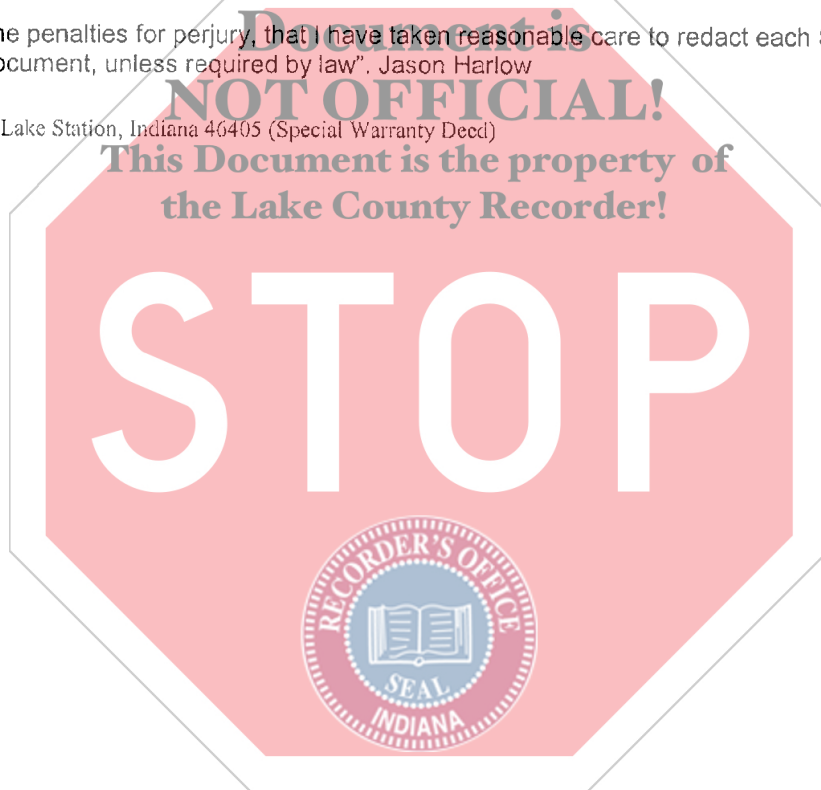 Document is
he penalties for perjury, that I have taken reasonable care to redact each
ocument, unless required by law". Jason Harlow
NOT OFFICIAL!
Lake Station, Indiana 46405 (Special Warranty Deed)
This Document is the property of
the Lake County Recorder!
STOP
RECORDER'S OFFICE
SEAL
INDIANA